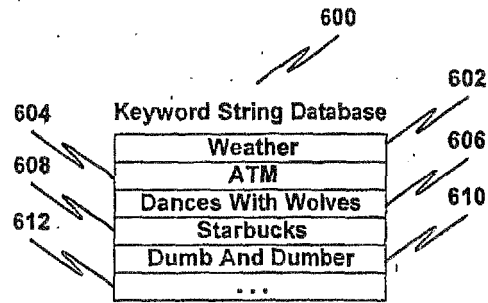 600
602
604
Keyword String Database
Weather
606
608
ATM
Dances With Wolves
610
612
Starbucks
Dumb And Dumber
...